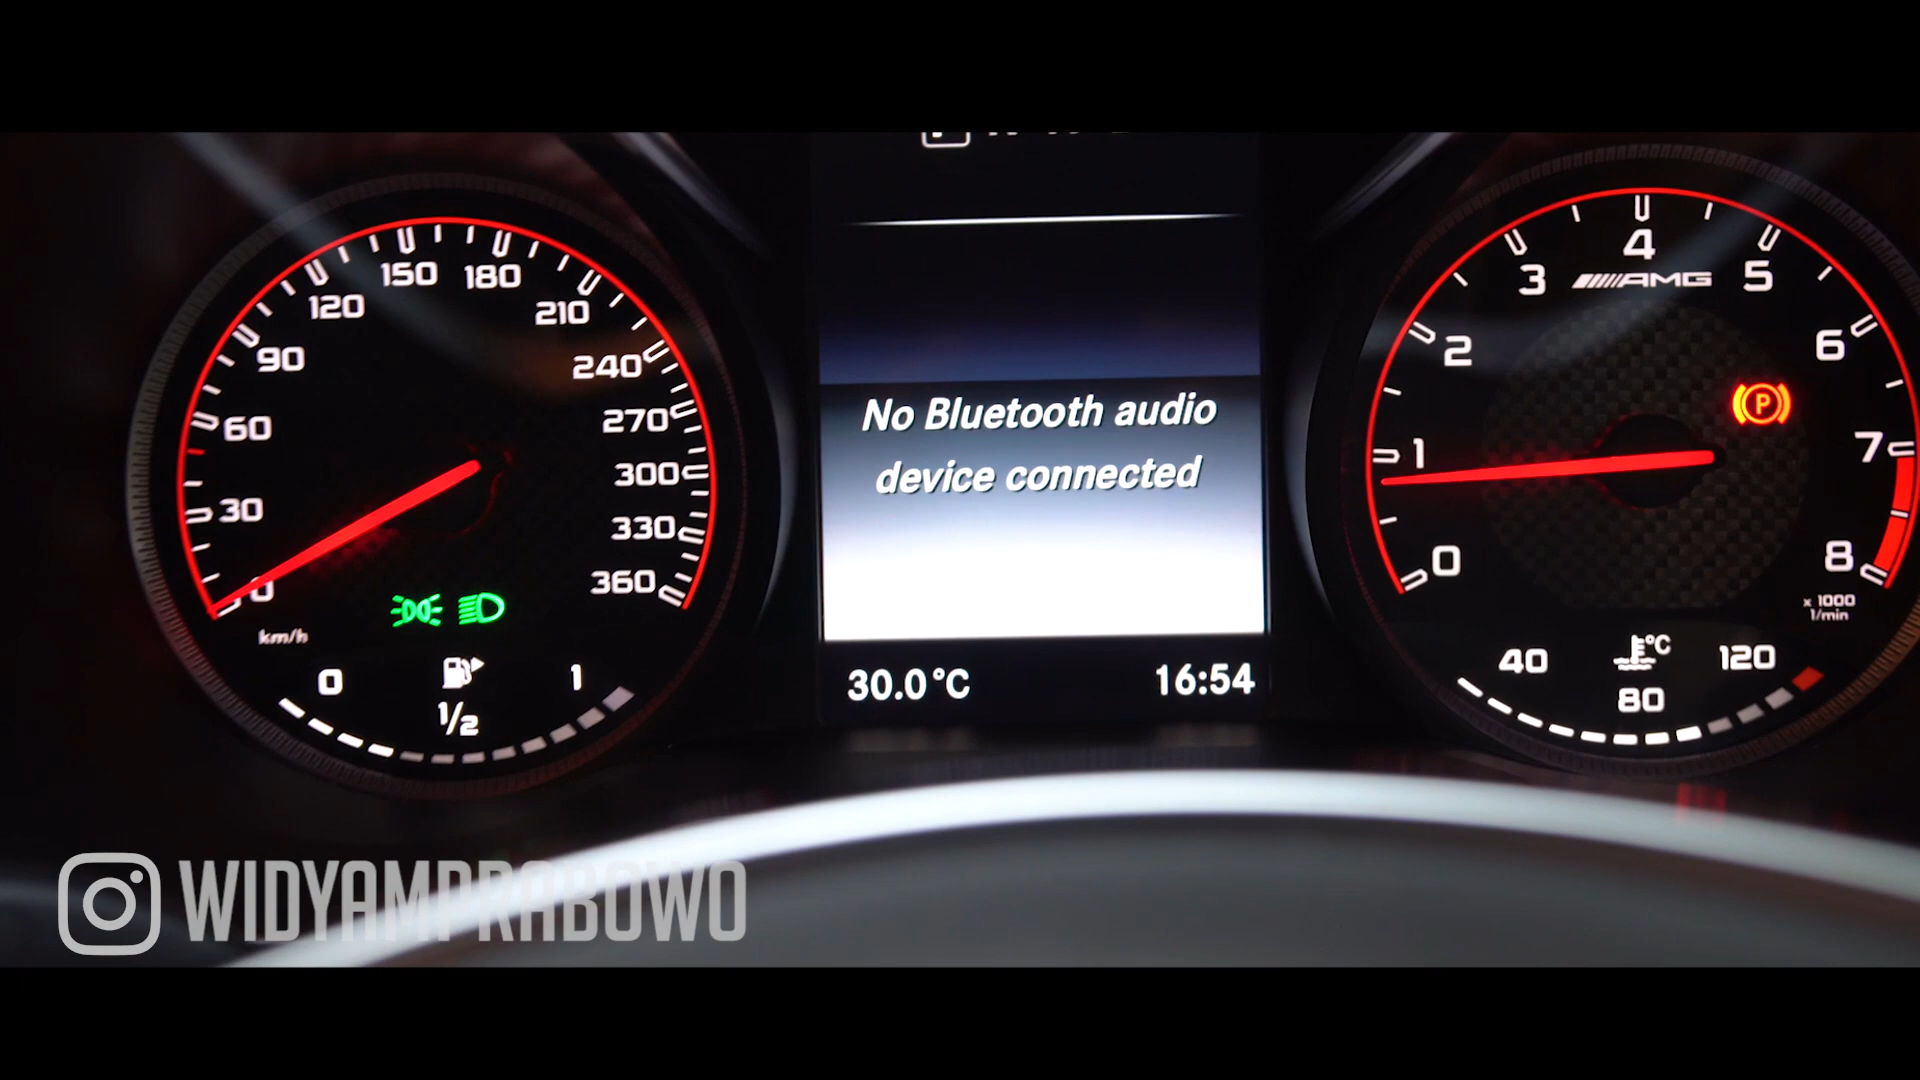 0
30
60
90
120
150
180
210
240
270
300
330
360
km/h
0
1/2
1
No Bluetooth audio
device connected
30.0°C
16:54
0
1
2
3
4
5
6
7
8
AMG
P
x 1000
1/min
40
80
120
°C
WIDYAMPRABOWO